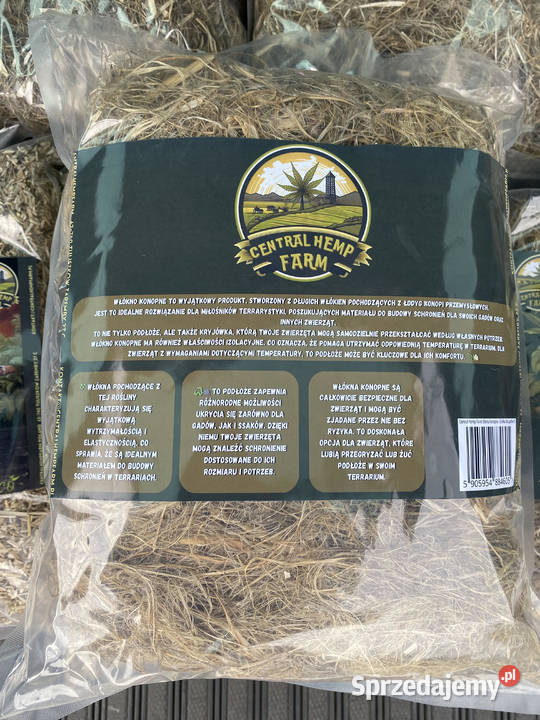 CENTRAL HEMP
FARM
WŁÓKNO KONOPNE TO WYJĄTKOWY PRODUKT, STWORZONY Z DŁUGICH WŁÓKIEN POCHODZĄCYCH Z ŁODYG KONOPI PRZEMYSŁOWYCH.
JEST TO IDEALNE ROZWIĄZANIE DLA MIŁOŚNIKÓW TERRARYSTYKI, POSZUKUJĄCYCH MATERIAŁU DO BUDOWY SCHRONIEŃ DLA SWOICH GADÓW ORAZ
INNYCH ZWIERZĄT.
TO NIE TYLKO PODŁOŻE, ALE TAKŻE KRYJÓWKA, KTÓRĄ TWOJE ZWIERZĘTA MOGĄ SAMODZIELNIE PRZEKSZTAŁCAĆ WEDŁUG WŁASNYCH POTRZEB.
WŁÓKNO KONOPNE MA RÓWNIEŻ WŁAŚCIWOŚCI IZOLACYJNE, CO OZNACZA, ŻE POMAGA UTRZYMAĆ ODPOWIEDNIĄ TEMPERATURĘ W TERRARIUM. DLA
ZWIERZĄT Z WYMAGANIAMI DOTYCZĄCYMI TEMPERATURY, TO PODŁOŻE MOŻE BYĆ KLUCZOWE DLA ICH KOMFORTU.
WŁÓKNA POCHODZĄCE Z
TEJ ROŚLINY
CHARAKTERYZUJĄ SIĘ
WYJĄTKOWĄ
WYTRZYMAŁOŚCIĄ I
ELASTYCZNOŚCIĄ, CO
SPRAWIA, ŻE SĄ IDEALNYM
MATERIAŁEM DO BUDOWY
SCHRONIEŃ W TERRARIACH.
TO PODŁOŻE ZAPEWNIA
RÓŻNORODNE MOŻLIWOŚCI
UKRYCIA SIĘ ZARÓWNO DLA
GADÓW, JAK I SSAKÓW. DZIĘKI
NIEMU TWOJE ZWIERZĘTA
MOGĄ ZNALEŹĆ SCHRONIENIE
DOSTOSOWANE DO ICH
ROZMIARU I POTRZEB.
WŁÓKNA KONOPNE SĄ
CAŁKOWICIE BEZPIECZNE DLA
ZWIERZĄT I MOGĄ BYĆ
ZJADANE PRZEZ NIE BEZ
RYZYKA. TO DOSKONAŁA
OPCJA DLA ZWIERZĄT, KTÓRE
LUBIĄ PRZEGRYZAĆ LUB ŻUĆ
PODŁOŻE W SWOIM
TERRARIUM.
5 905954 884605
Sprzedajemy.pl